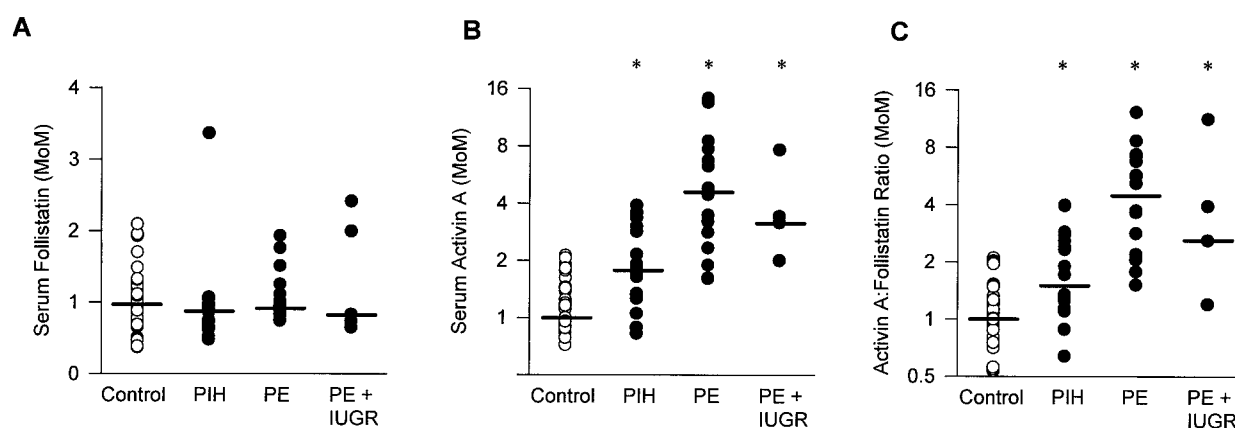 A
Serum Follistatin (MoM)
4
3
2
1
0
Control PIH PE PE +
IUGR
B
* * *
Serum Activin A (MoM)
16
8
4
2
1
Control PIH PE PE +
IUGR
C
* * *
Activin A:Follistatin Ratio (MoM)
16
8
4
2
1
0.5
Control PIH PE PE +
IUGR